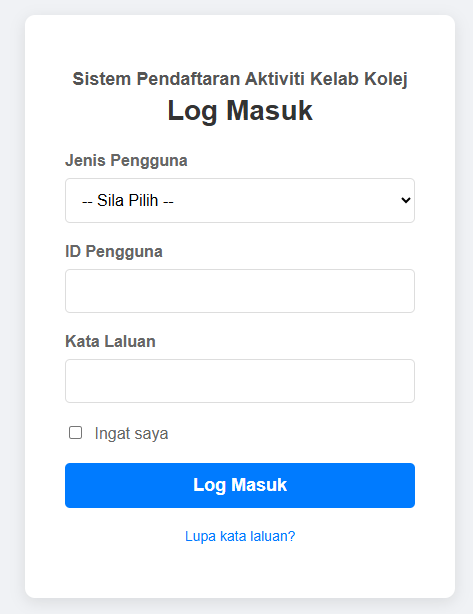 Sistem Pendaftaran Aktiviti Kelab Kolej
Log Masuk
Jenis Pengguna
-- Sila Pilih --
ID Pengguna
Kata Laluan
Ingat saya
Log Masuk
Lupa kata laluan?